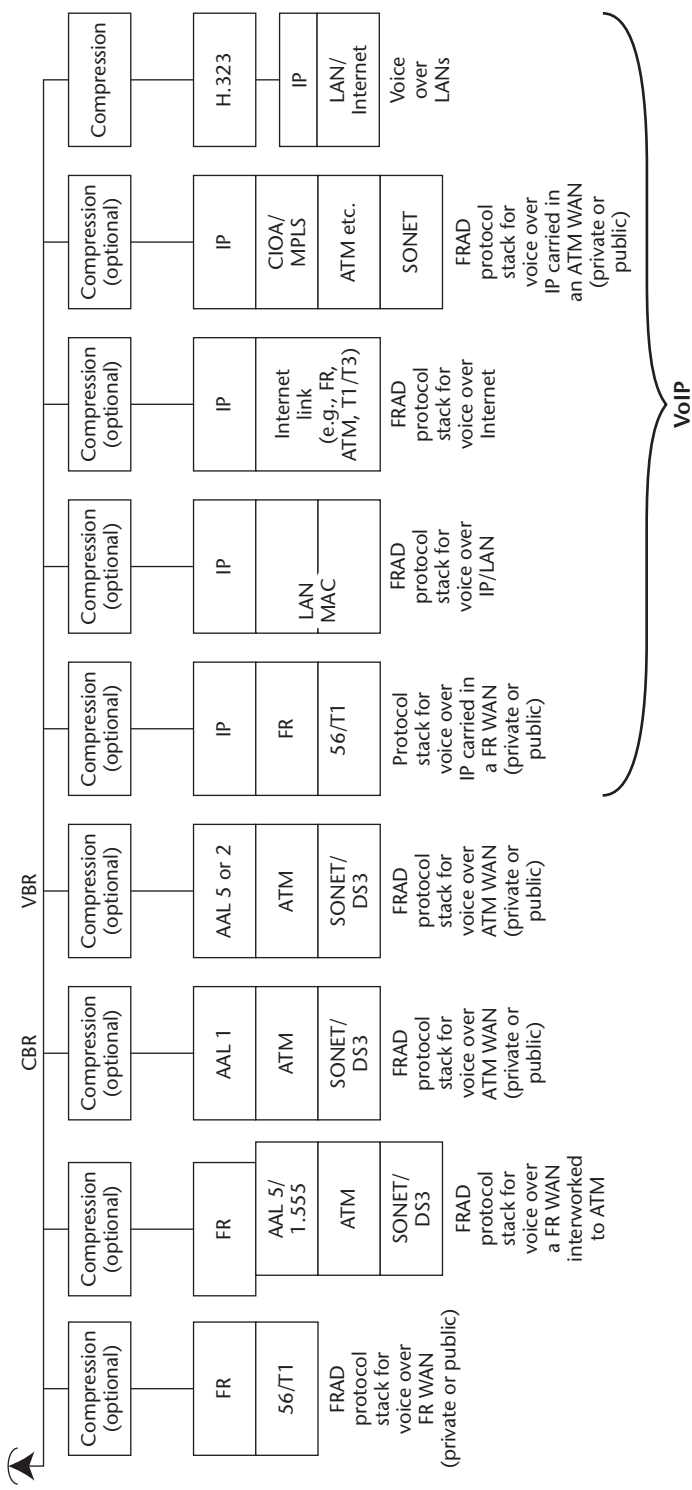 CBR
VBR
Compression
(optional)
FR
56/T1
FRAD
protocol
stack for
voice over
FR WAN
(private or public)
Compression
(optional)
FR
AAL 5/
1.555
ATM
SONET/
DS3
FRAD
protocol
stack for
voice over
a FR WAN
interworked
to ATM
Compression
(optional)
AAL 1
ATM
SONET/
DS3
FRAD
protocol
stack for
voice over
ATM WAN
(private or
public)
Compression
(optional)
AAL 5 or 2
ATM
SONET/
DS3
FRAD
protocol
stack for
voice over
ATM WAN
(private or
public)
Compression
(optional)
IP
FR
56/T1
Protocol
stack for
voice over
IP carried in
a FR WAN
(private or
public)
Compression
(optional)
IP
LAN
MAC
FRAD
protocol
stack for
voice over
IP/LAN
Compression
(optional)
IP
Internet
link
(e.g., FR,
ATM, T1/T3)
FRAD
protocol
stack for
voice over
Internet
Compression
(optional)
IP
CIOA/
MPLS
ATM etc.
SONET
FRAD
protocol
stack for
voice over
IP carried in
an ATM WAN
(private or
public)
Compression
H.323
IP
LAN/
Internet
Voice
over
LANs
VoIP